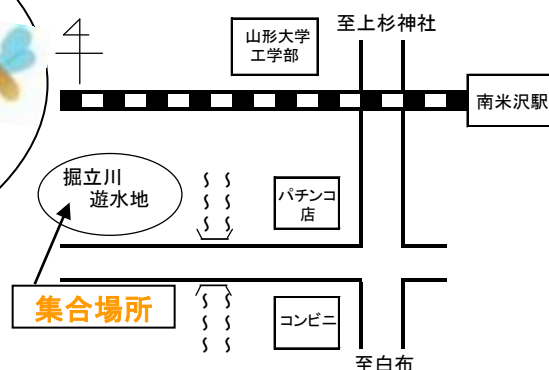 山形大学
工学部
至上杉神社
南米沢駅
掘立川
遊水地
パチンコ
店
集合場所
コンビニ
至白布